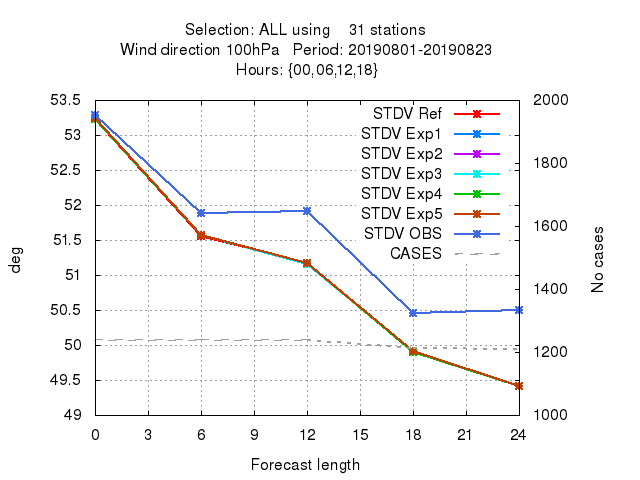 Selection: ALL using    31 stations
Wind direction 100hPa   Period: 20190801-20190823
Hours: {00,06,12,18}
53.5
53
52.5
52
51.5
51
50.5
50
49.5
49
deg
STDV Ref
STDV Exp1
STDV Exp2
STDV Exp3
STDV Exp4
STDV Exp5
STDV OBS
CASES
2000
1800
1600
1400
1200
1000
No cases
0 3 6 9 12 15 18 21 24
Forecast length